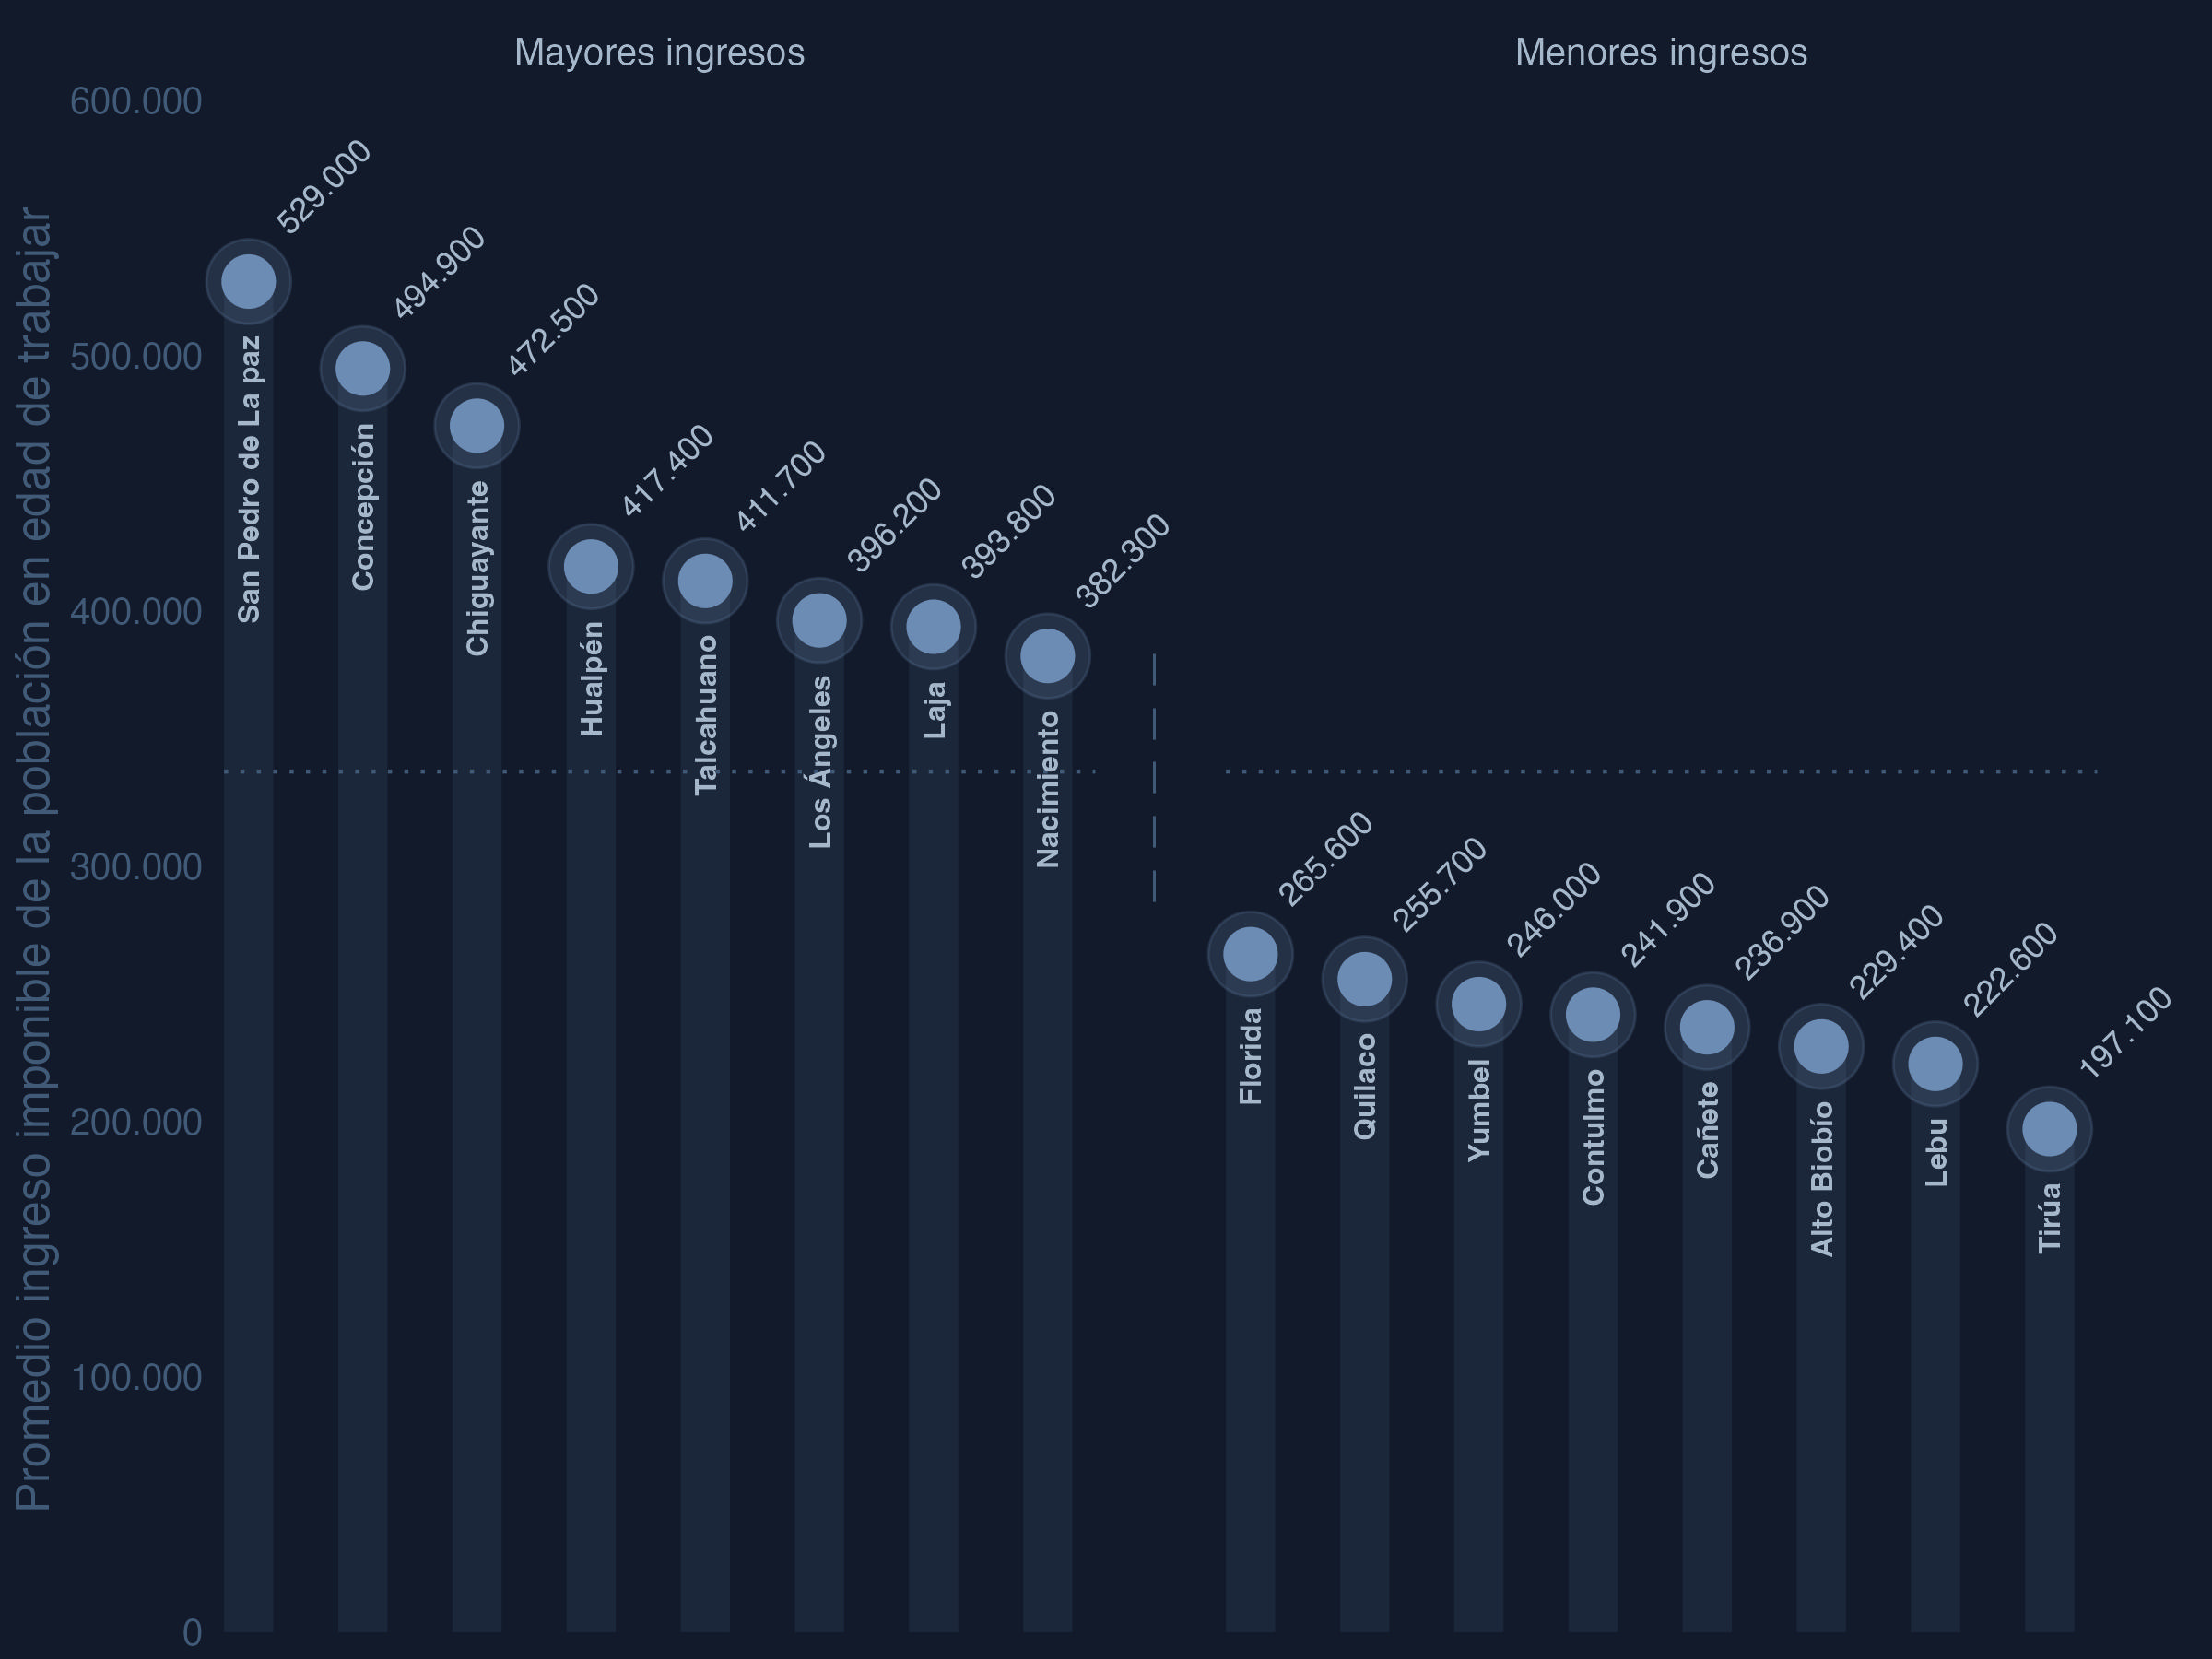 Mayores ingresos
Menores ingresos
Promedio ingreso imponible de la población en edad de trabajar
600.000
500.000
400.000
300.000
200.000
100.000
0
529.000
San Pedro de La paz
494.900
Concepción
472.500
Chiguayante
417.400
Hualpén
411.700
Talcahuano
396.200
Los Ángeles
393.800
Laja
382.300
Nacimiento
265.600
Florida
255.700
Quilaco
246.000
Yumbel
241.900
Contulmo
236.900
Cañete
229.400
Alto Biobío
222.600
Lebu
197.100
Tirúa